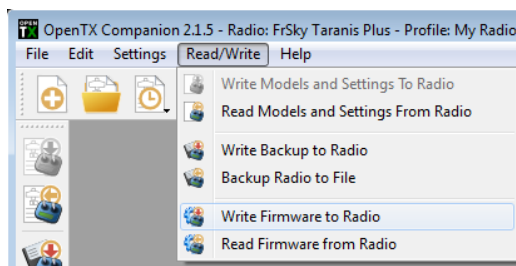 OPEN TX OpenTX Companion 2.1.5 - Radio: FrSky Taranis Plus - Profile: My Radio
File Edit Settings Read/Write Help
Write Models and Settings To Radio
Read Models and Settings From Radio
Write Backup to Radio
Backup Radio to File
Write Firmware to Radio
Read Firmware from Radio